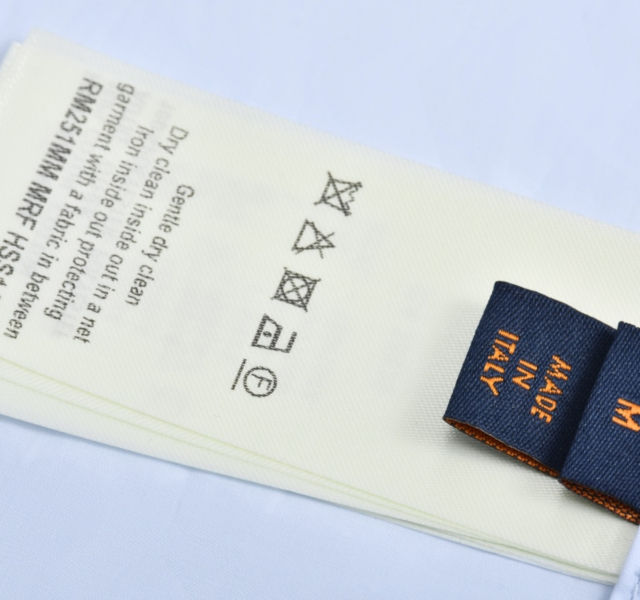 Gentle dry clean
Dry clean inside out in a net
Iron inside out protecting
garment with a fabric in between
RM251MM MRF
F
MADE
IN
ITALY
M